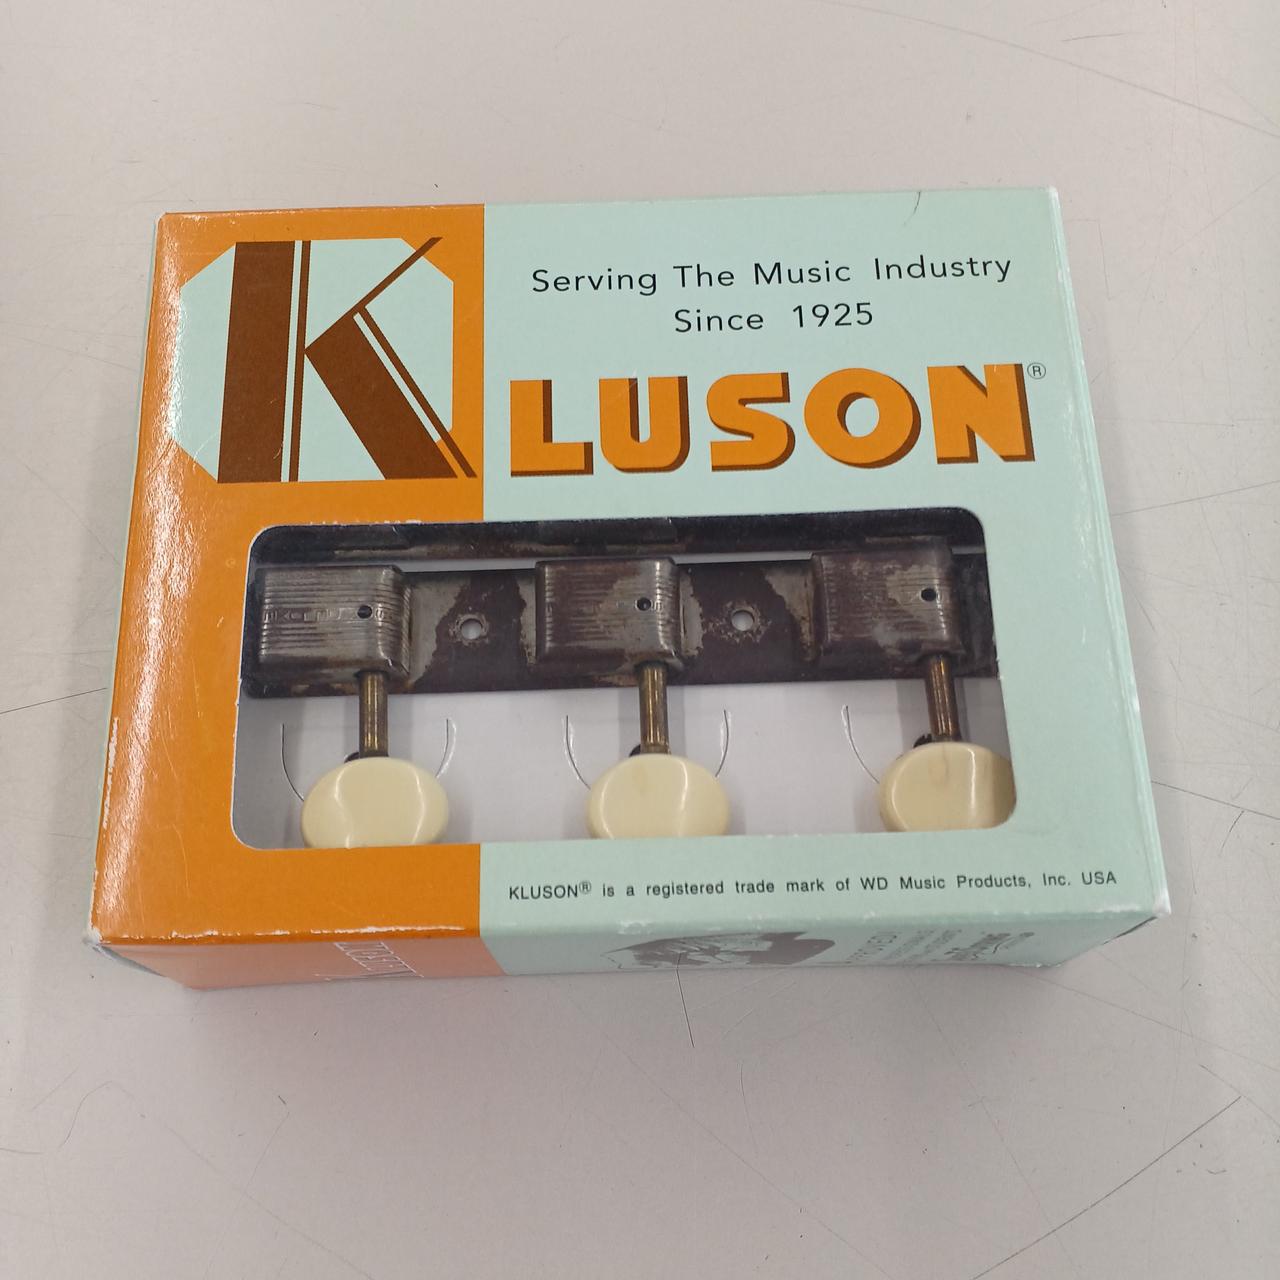 Serving The Music Industry
Since 1925
KLUSON®
KLUSON® is a registered trade mark of WD Music Products, Inc. USA